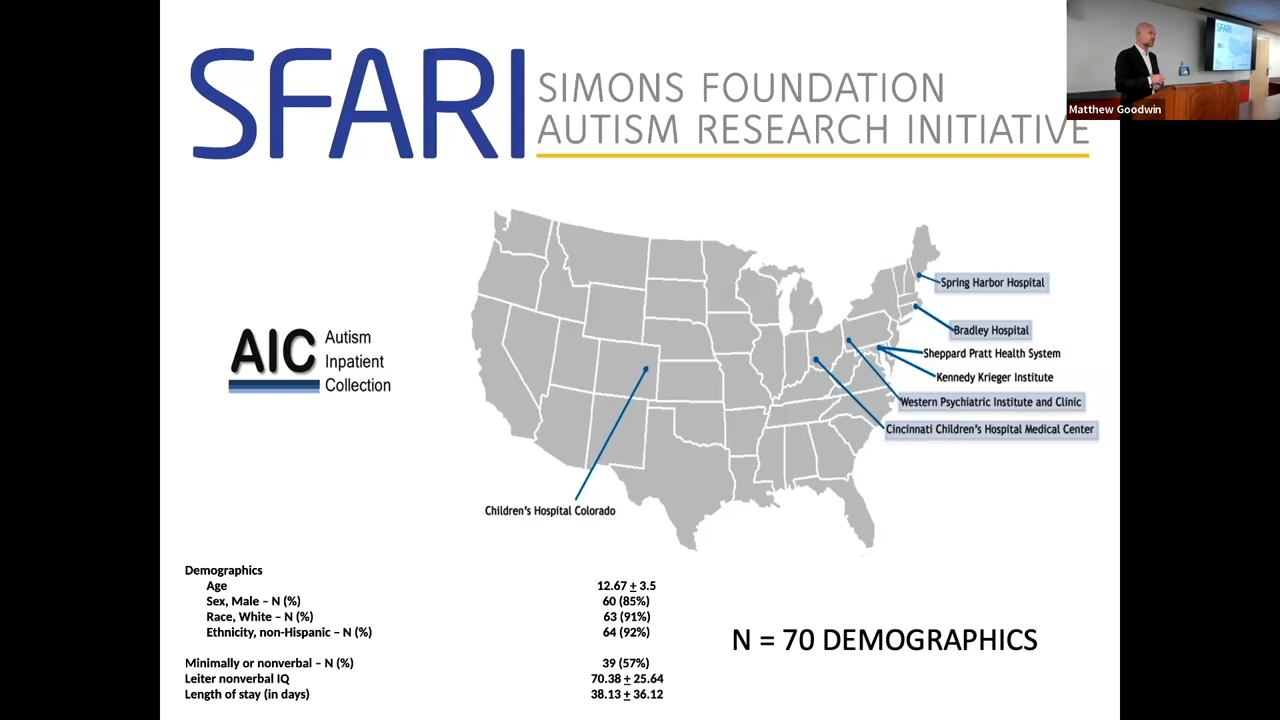 SFARI
SIMONS FOUNDATION
AUTISM RESEARCH INITIATIVE
Matthew Goodwin
Spring Harbor Hospital
Bradley Hospital
Sheppard Pratt Health System
Kennedy Krieger Institute
Western Psychiatric Institute and Clinic
Cincinnati Children's Hospital Medical Center
Children's Hospital Colorado
AIC
Autism
Inpatient
Collection
Demographics
Age 12.67 ± 3.5
Sex, Male – N (%) 60 (85%)
Race, White – N (%) 63 (91%)
Ethnicity, non-Hispanic – N (%) 64 (92%)
Minimally or nonverbal – N (%) 39 (57%)
Leiter nonverbal IQ 70.38 ± 25.64
Length of stay (in days) 38.13 ± 36.12
N = 70 DEMOGRAPHICS